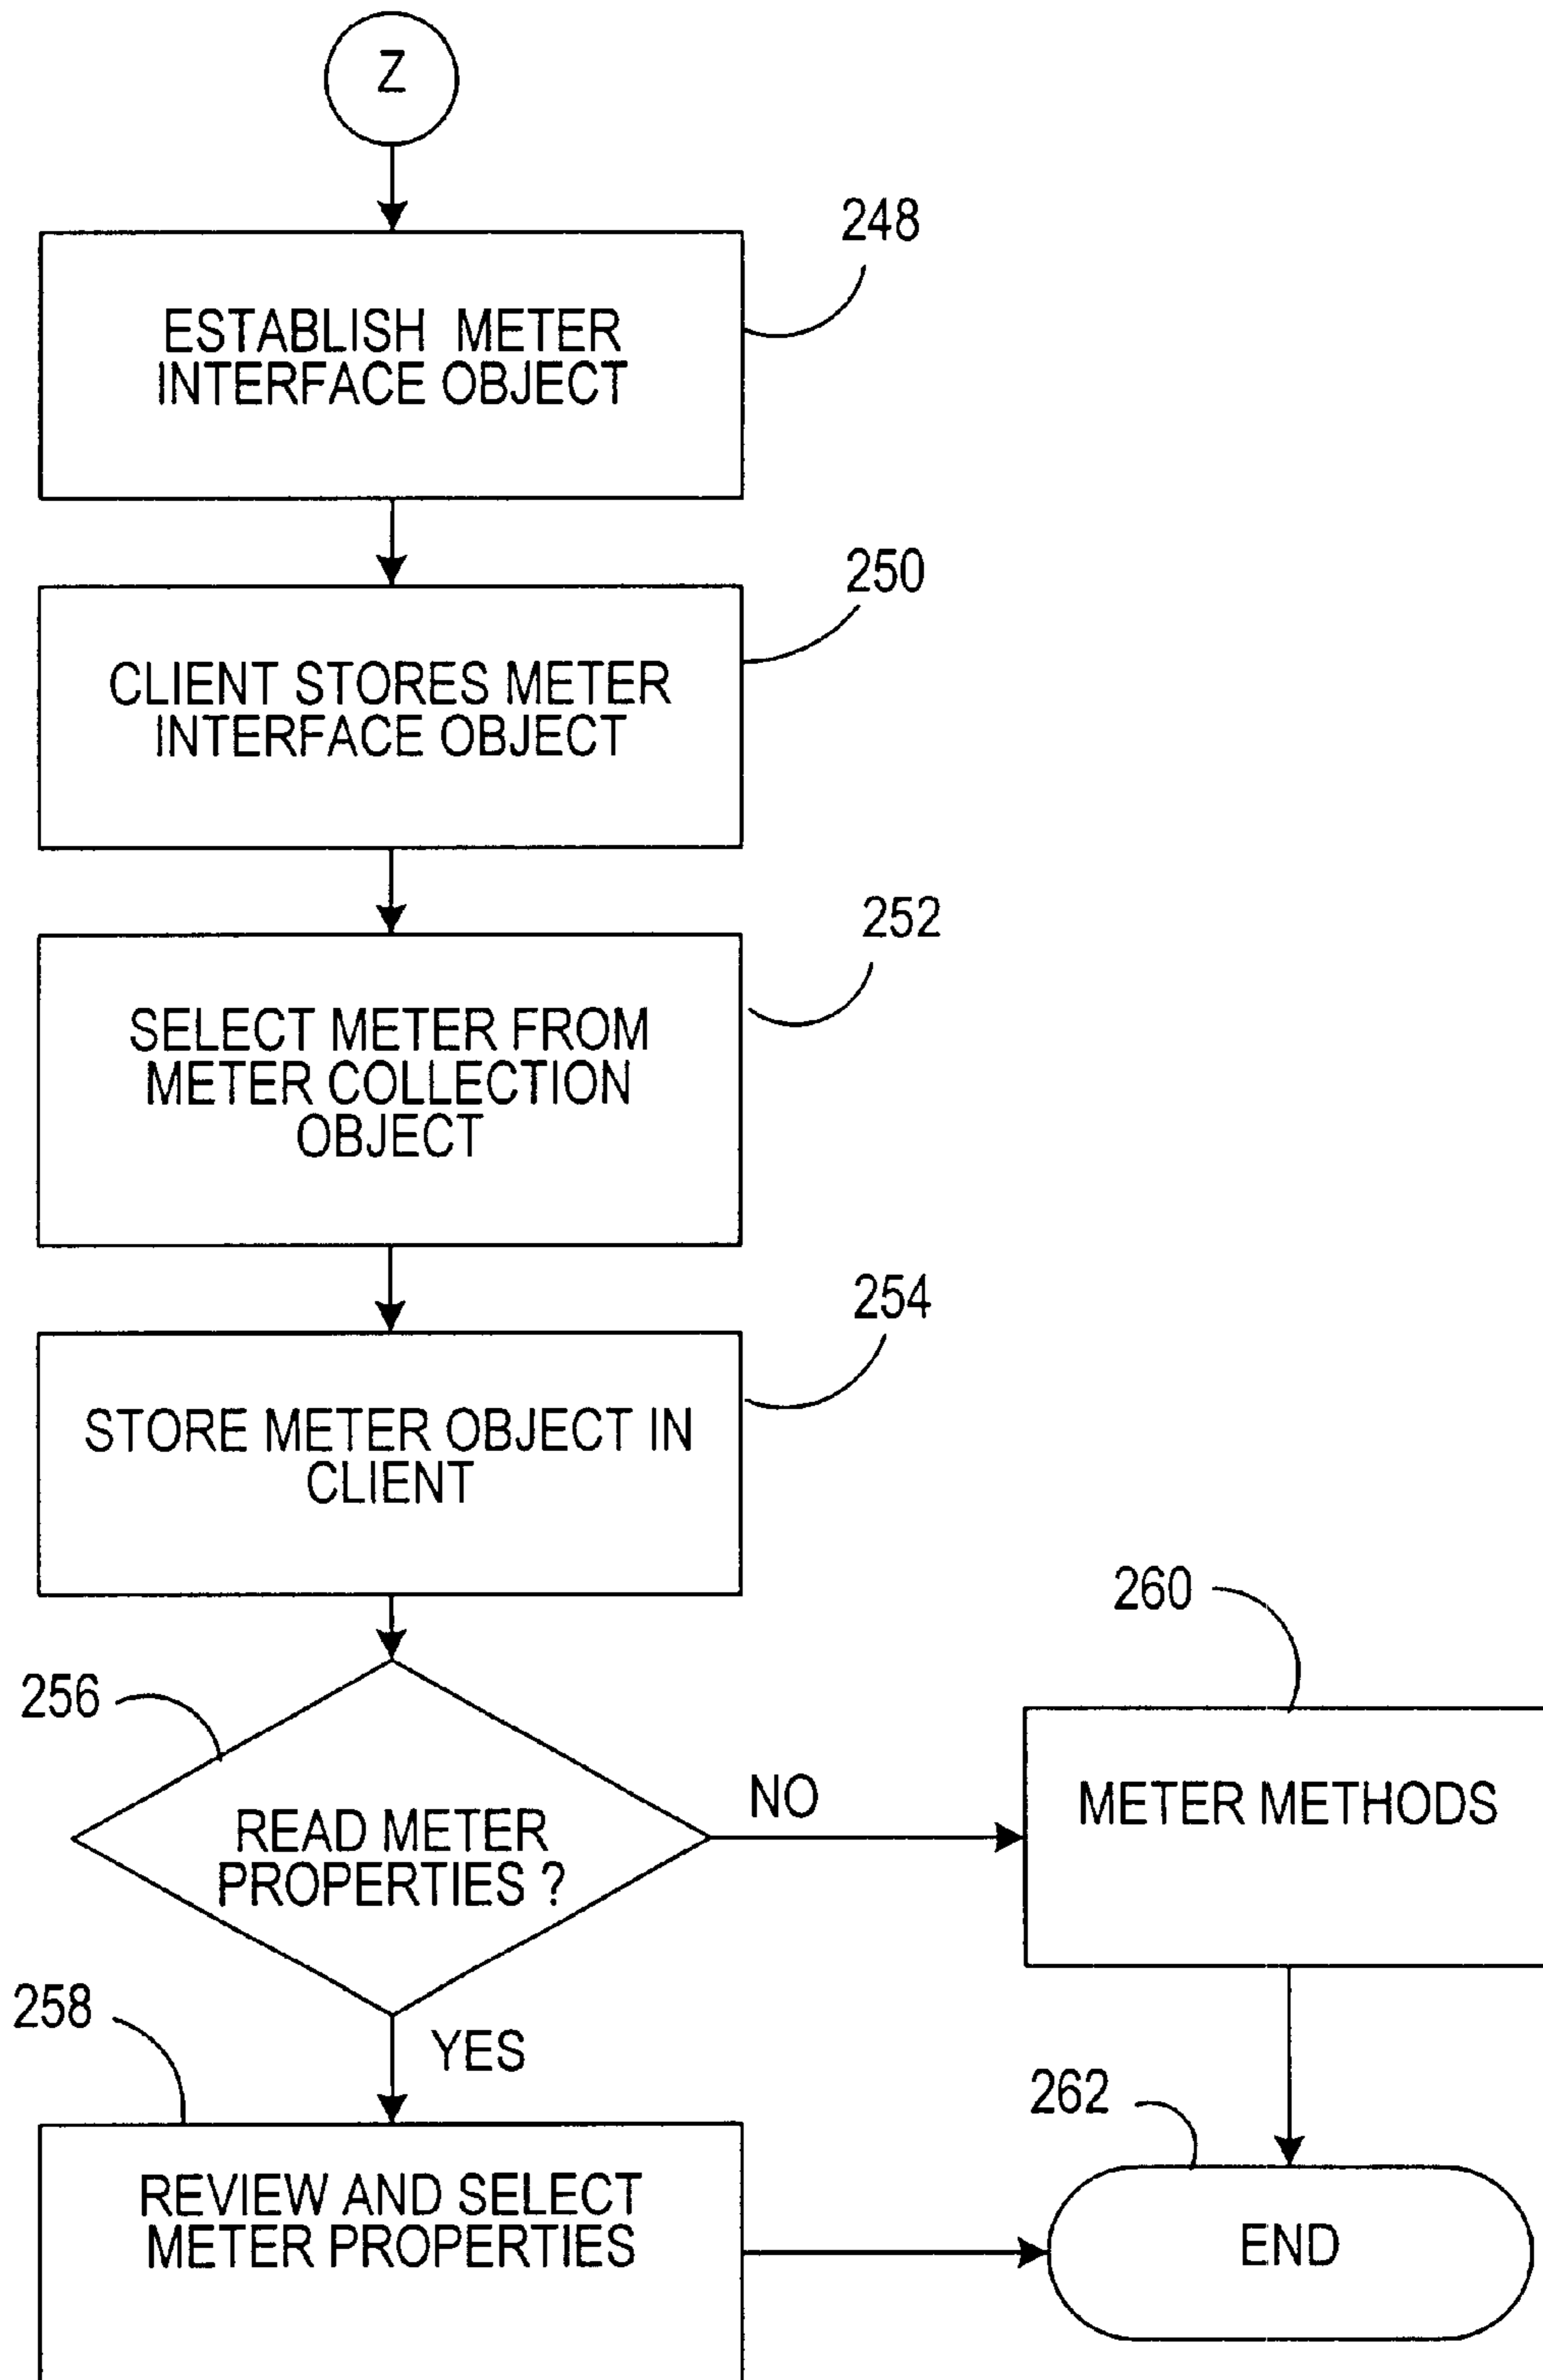 Z
248
ESTABLISH METER
INTERFACE OBJECT
250
CLIENT STORES METER
INTERFACE OBJECT
252
SELECT METER FROM
METER COLLECTION
OBJECT
254
STORE METER OBJECT IN
CLIENT
256
READ METER
PROPERTIES ?
NO
260
METER METHODS
YES
258
REVIEW AND SELECT
METER PROPERTIES
262
END